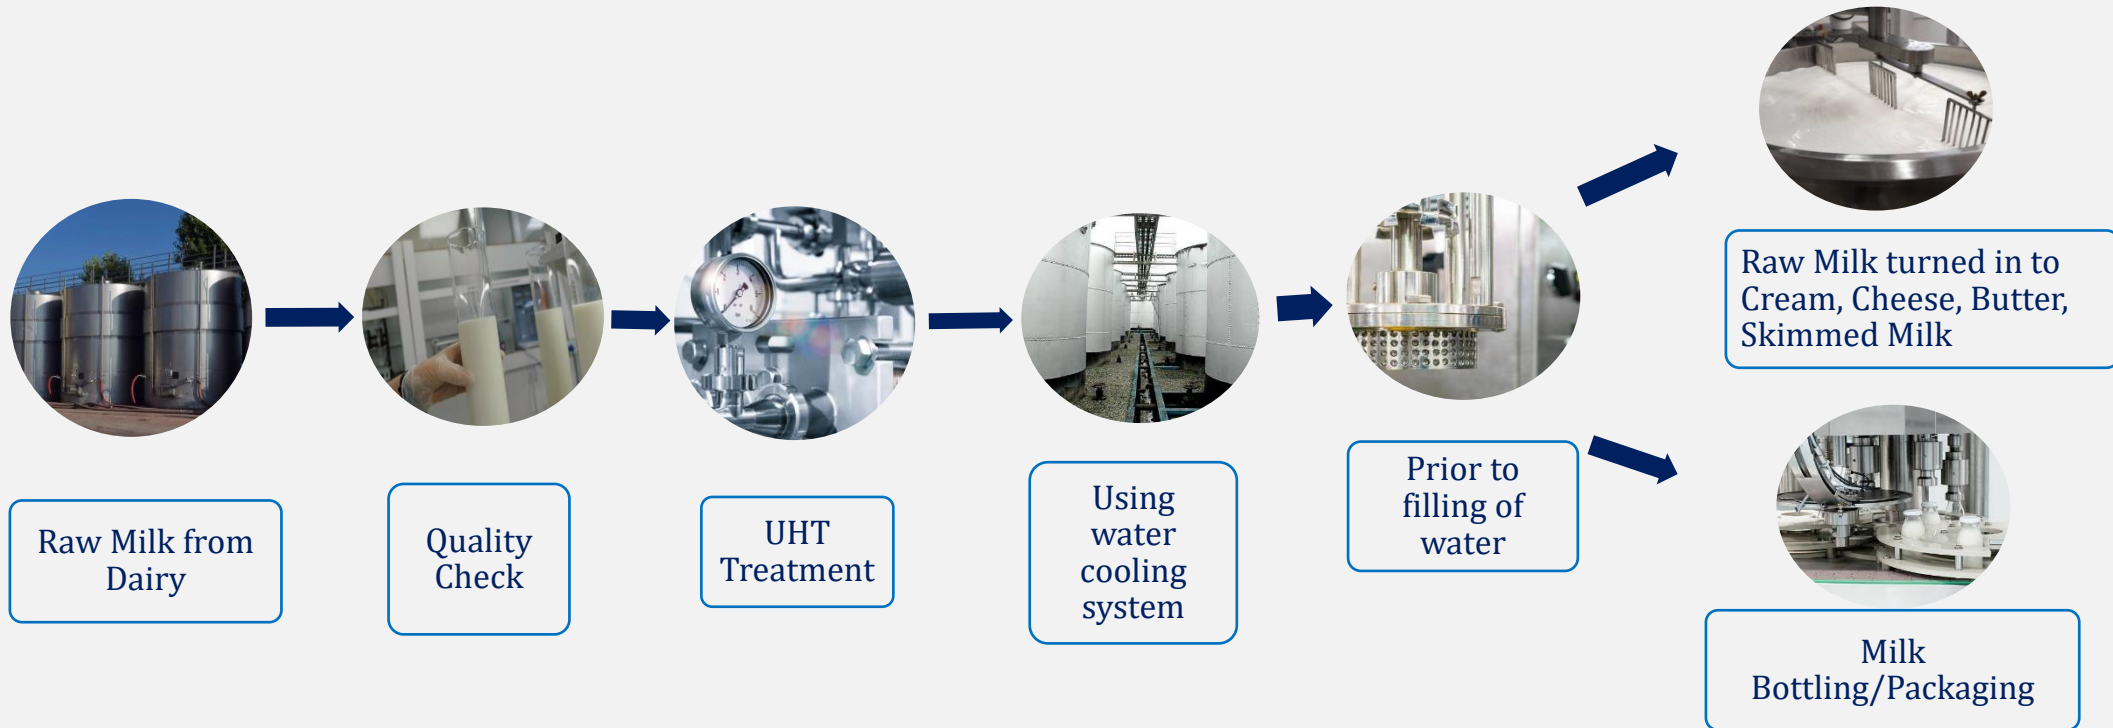 Raw Milk from
Dairy
Quality
Check
UHT
Treatment
Using
water
cooling
system
Prior to
filling of
water
Raw Milk turned in to
Cream, Cheese, Butter,
Skimmed Milk
Milk
Bottling/Packaging